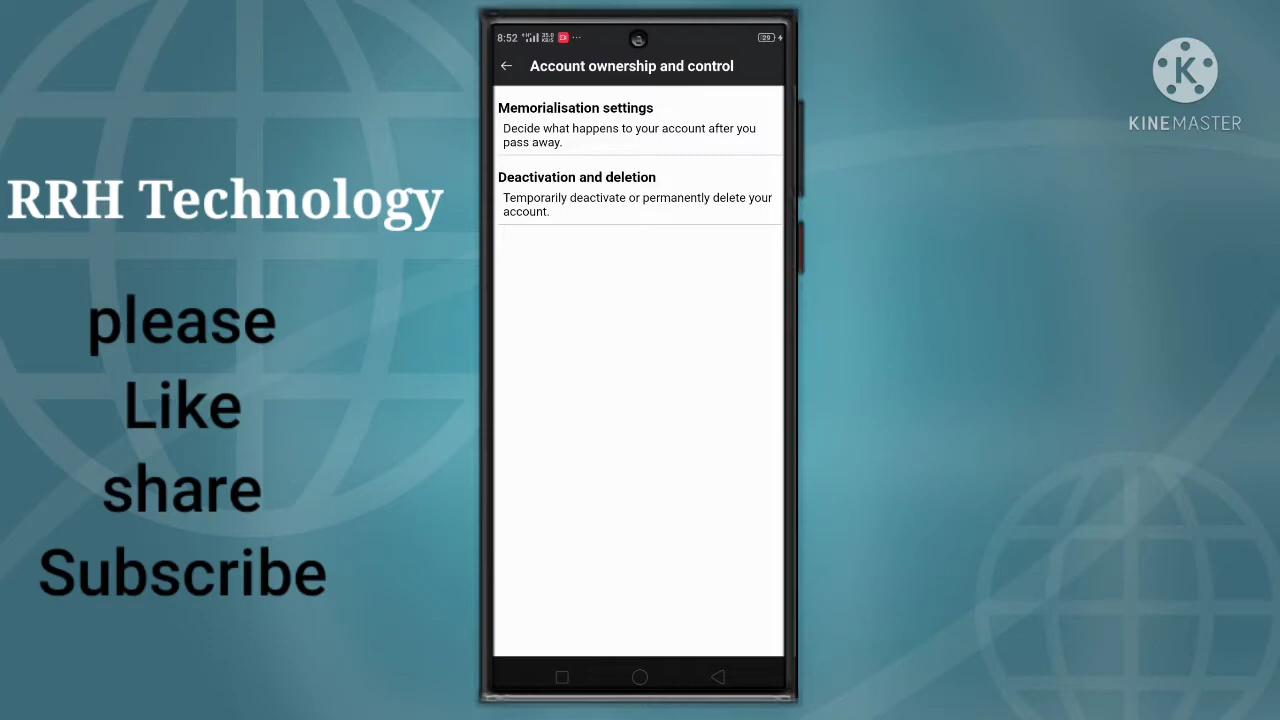 8:52
29
Account ownership and control
Memorialisation settings
Decide what happens to your account after you
pass away.
Deactivation and deletion
Temporarily deactivate or permanently delete your
account.
RRH Technology
please
Like
share
Subscribe
K
KINEMASTER